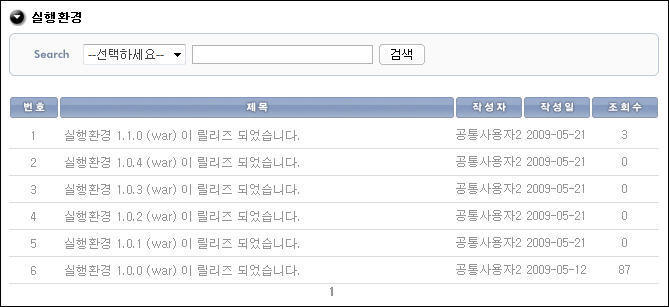 실행환경
Search --선택하세요-- 검색
번호 제목 작성자 작성일 조회수
1 실행환경 1.1.0 (war) 이 릴리즈 되었습니다. 공통사용자2 2009-05-21 3
2 실행환경 1.0.4 (war) 이 릴리즈 되었습니다. 공통사용자2 2009-05-21 0
3 실행환경 1.0.3 (war) 이 릴리즈 되었습니다. 공통사용자2 2009-05-21 0
4 실행환경 1.0.2 (war) 이 릴리즈 되었습니다. 공통사용자2 2009-05-21 0
5 실행환경 1.0.1 (war) 이 릴리즈 되었습니다. 공통사용자2 2009-05-21 0
6 실행환경 1.0.0 (war) 이 릴리즈 되었습니다. 공통사용자2 2009-05-12 87
1